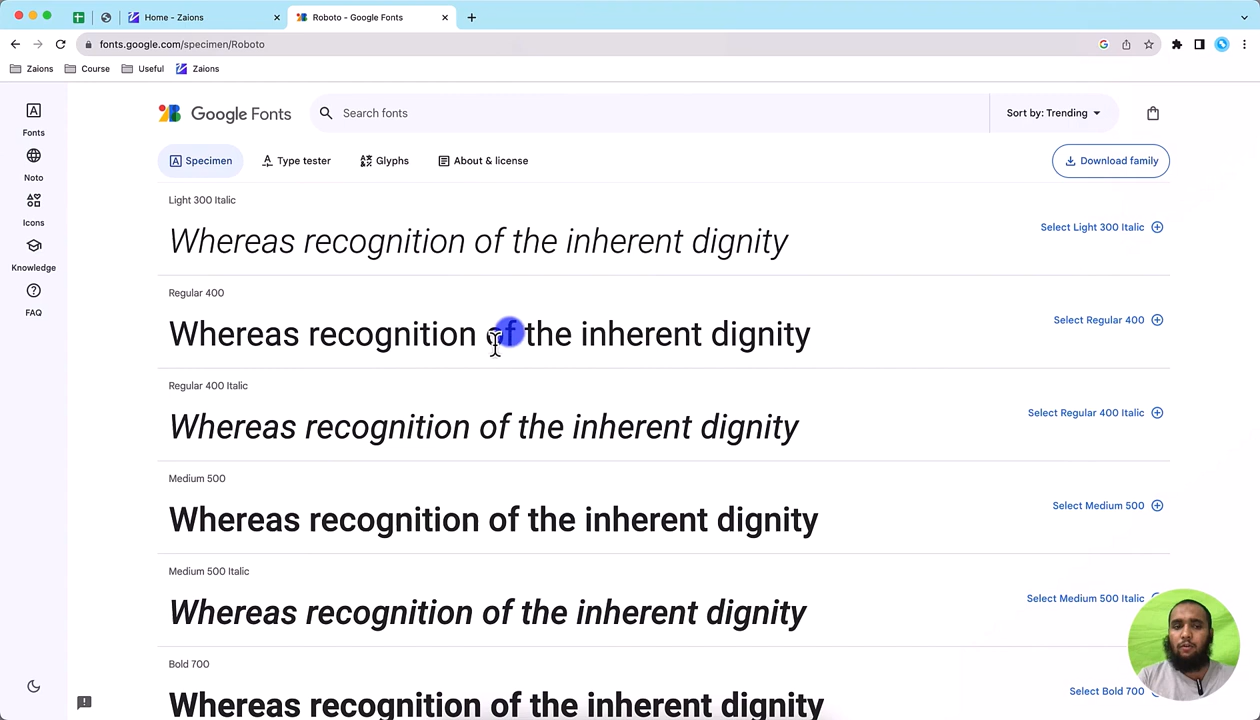 Home - Zaions
Roboto - Google Fonts
fonts.google.com/specimen/Roboto
Zaions
Course
Useful
Zaions
Google Fonts
Search fonts
Sort by: Trending
Fonts
Noto
Icons
Knowledge
FAQ
Specimen
Type tester
Glyphs
About & license
Download family
Light 300 Italic
Whereas recognition of the inherent dignity
Select Light 300 Italic
Regular 400
Whereas recognition of the inherent dignity
Select Regular 400
Regular 400 Italic
Whereas recognition of the inherent dignity
Select Regular 400 Italic
Medium 500
Whereas recognition of the inherent dignity
Select Medium 500
Medium 500 Italic
Whereas recognition of the inherent dignity
Select Medium 500 Italic
Bold 700
Whereas recognition of the inherent dignity
Select Bold 700